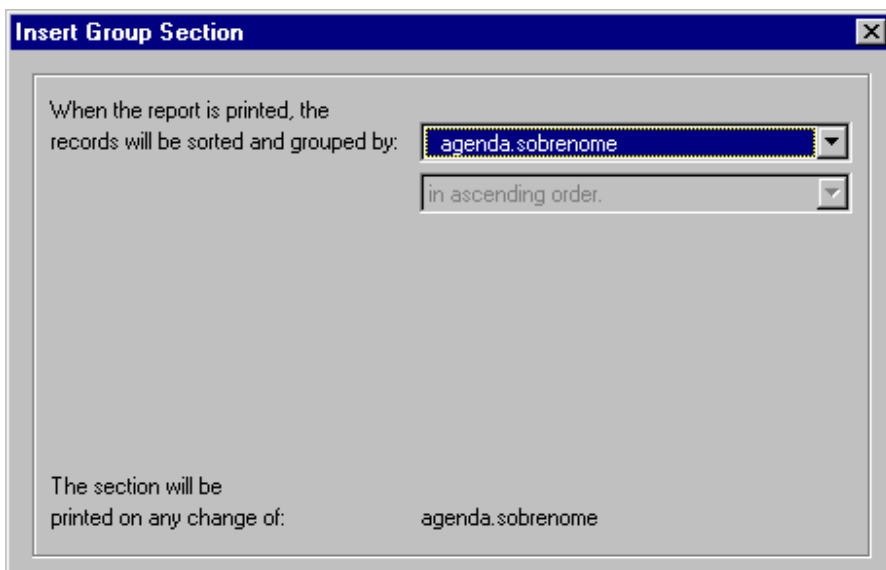 Insert Group Section
When the report is printed, the
records will be sorted and grouped by: agenda.sobrenome
in ascending order.
The section will be
printed on any change of: agenda.sobrenome